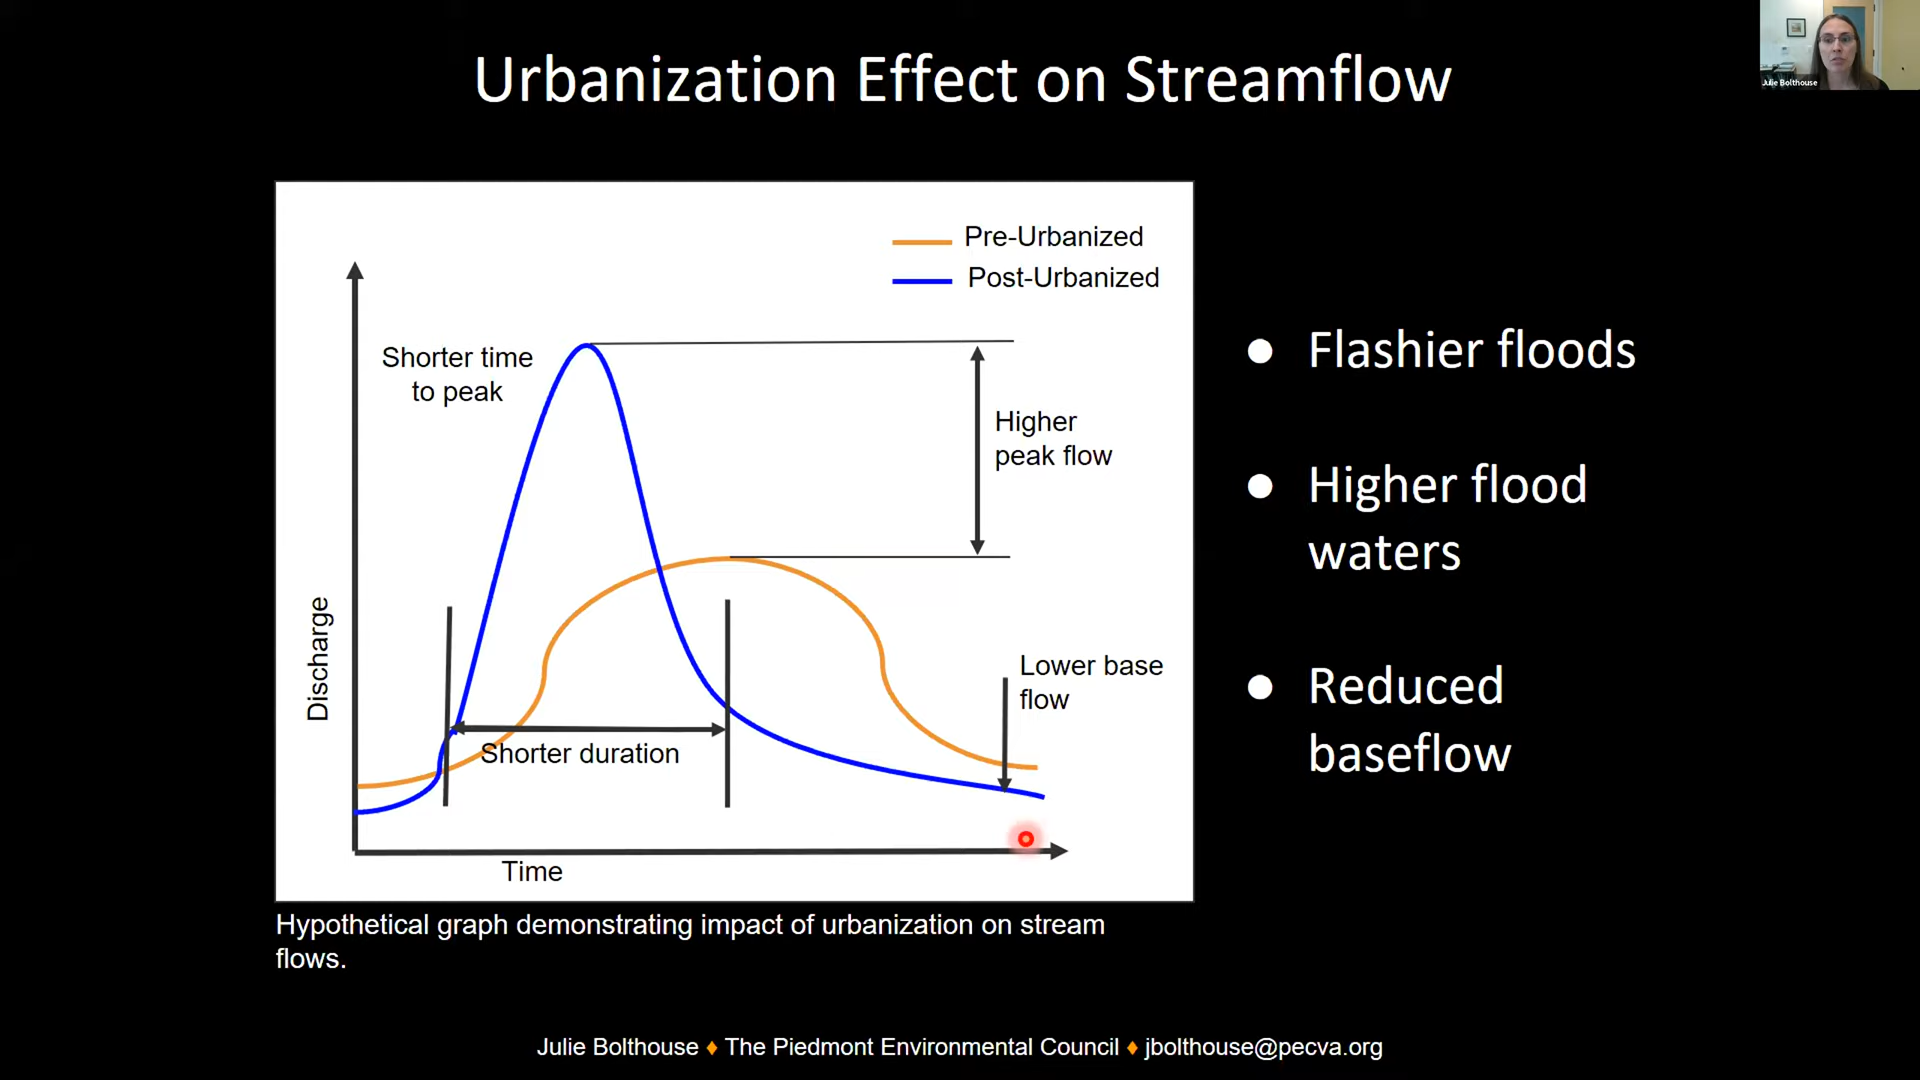 Urbanization Effect on Streamflow
Julie Bolthouse
Pre-Urbanized
Post-Urbanized
Shorter time
to peak
Higher
peak flow
Discharge
Lower base
flow
Shorter duration
Time
Hypothetical graph demonstrating impact of urbanization on stream
flows.
● Flashier floods
● Higher flood
waters
● Reduced
baseflow
Julie Bolthouse ♦ The Piedmont Environmental Council ♦ jbolthouse@pecva.org